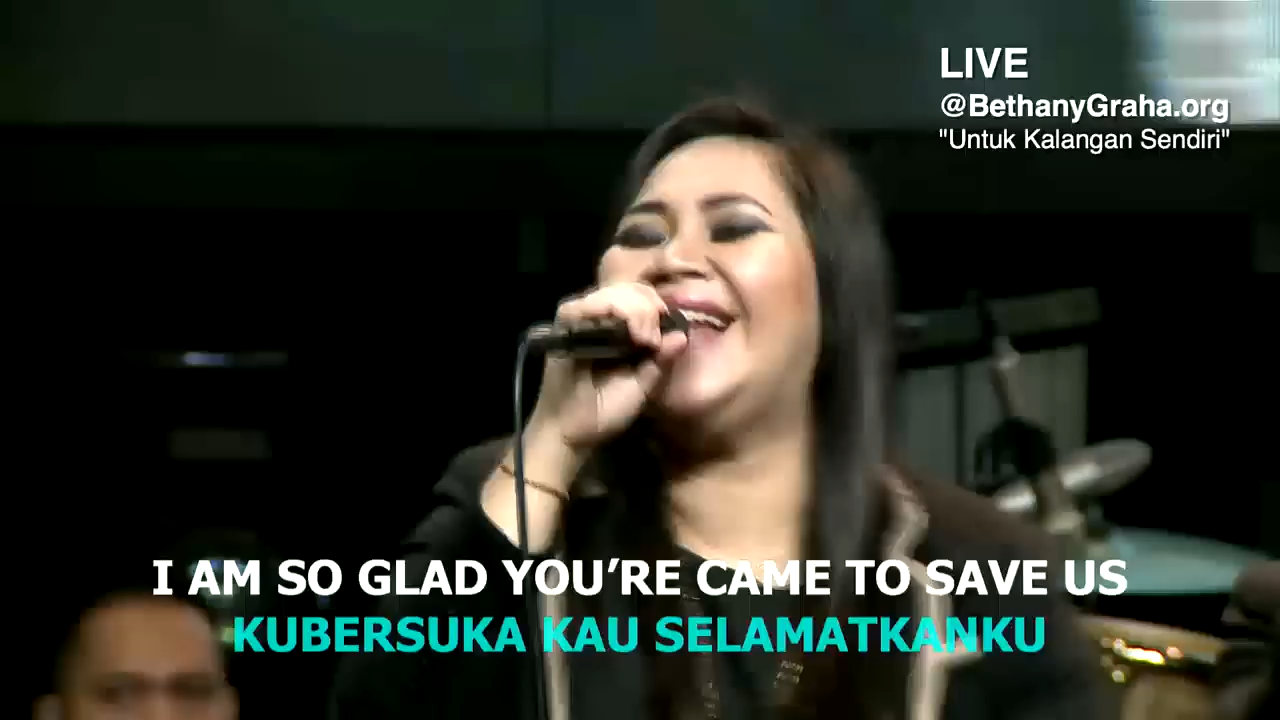 LIVE
@BethanyGraha.org
"Untuk Kalangan Sendiri"
I AM SO GLAD YOU'RE CAME TO SAVE US
KUBERSUKA KAU SELAMATKANKU